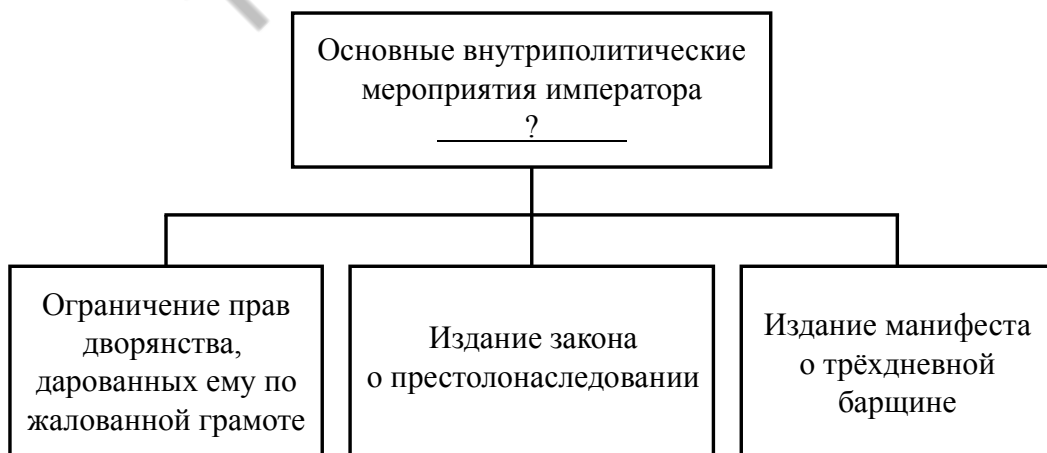 Основные внутриполитические
мероприятия императора
?
Ограничение прав
дворянства,
дарованных ему по
жалованной грамоте
Издание закона
о престолонаследовании
Издание манифеста
о трёхдневной
барщине